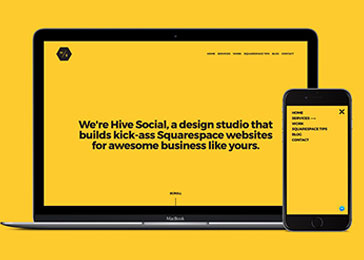 HOME SERVICES WORK SQUARESPACE TIPS BLOG CONTACT
We're Hive Social, a design studio that
builds kick-ass Squarespace websites
for awesome business like yours.
SCROLL
MacBook
HOME
SERVICES
WORK
SQUARESPACE TIPS
BLOG
CONTACT